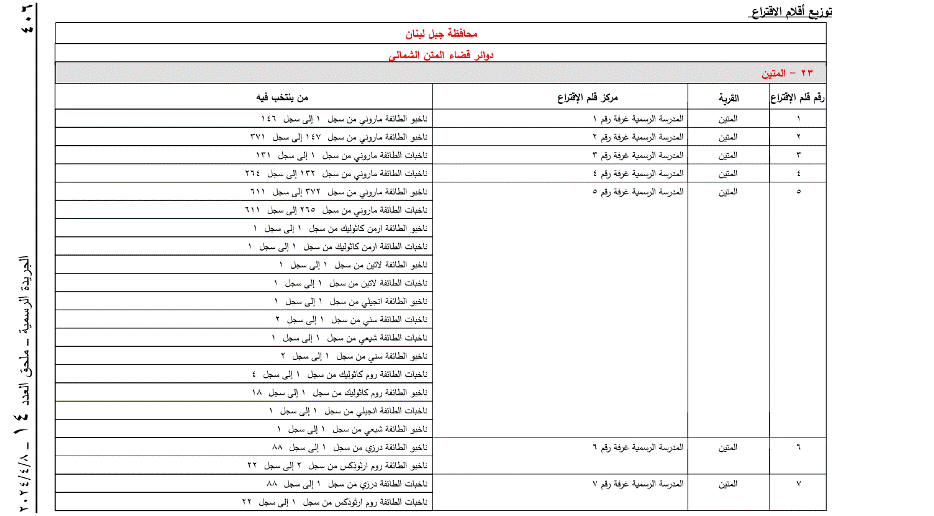 توزيع أقلام الإقتراع
٤٠٦
محافظة جبل لبنان
دوائر قضاء المتن الشمالي
٢٣ - المتين
رقم قلم الإقتراع القرية مركز قلم الإقتراع من ينتخب فيه
١ المتين المدرسة الرسمية غرفة رقم ١ ناخبو الطائفة ماروني من سجل ١ إلى سجل ١٤٦
٢ المتين المدرسة الرسمية غرفة رقم ٢ ناخبو الطائفة ماروني من سجل ١٤٧ إلى سجل ٣٧١
٣ المتين المدرسة الرسمية غرفة رقم ٣ ناخبات الطائفة ماروني من سجل ١ إلى سجل ١٣١
٤ المتين المدرسة الرسمية غرفة رقم ٤ ناخبات الطائفة ماروني من سجل ١٣٢ إلى سجل ٢٦٤
٥ المتين المدرسة الرسمية غرفة رقم ٥ ناخبو الطائفة ماروني من سجل ٣٧٢ إلى سجل ٦١١
ناخبات الطائفة ماروني من سجل ٢٦٥ إلى سجل ٦١١
ناخبو الطائفة ارمن كاثوليك من سجل ١ إلى سجل ١
ناخبات الطائفة ارمن كاثوليك من سجل ١ إلى سجل ١
ناخبو الطائفة لاتين من سجل ١ إلى سجل ١
ناخبات الطائفة لاتين من سجل ١ إلى سجل ١
ناخبو الطائفة انجيلي من سجل ١ إلى سجل ١
ناخبات الطائفة سني من سجل ١ إلى سجل ٢
ناخبات الطائفة شيعي من سجل ١ إلى سجل ١
ناخبو الطائفة سني من سجل ١ إلى سجل ٢
ناخبات الطائفة روم كاثوليك من سجل ١ إلى سجل ٤
ناخبو الطائفة روم كاثوليك من سجل ١ إلى سجل ١٨
ناخبات الطائفة انجيلي من سجل ١ إلى سجل ١
ناخبو الطائفة شيعي من سجل ١ إلى سجل ١
٦ المتين المدرسة الرسمية غرفة رقم ٦ ناخبو الطائفة درزي من سجل ١ إلى سجل ٨٨
ناخبو الطائفة روم ارثوذكس من سجل ٢ إلى سجل ٢٢
٧ المتين المدرسة الرسمية غرفة رقم ٧ ناخبات الطائفة درزي من سجل ١ إلى سجل ٨٨
ناخبات الطائفة روم ارثوذكس من سجل ١ إلى سجل ٢٢
الجريدة الرسمية – ملحق العدد ١٤ – ٢٠٢٤/٤/٨